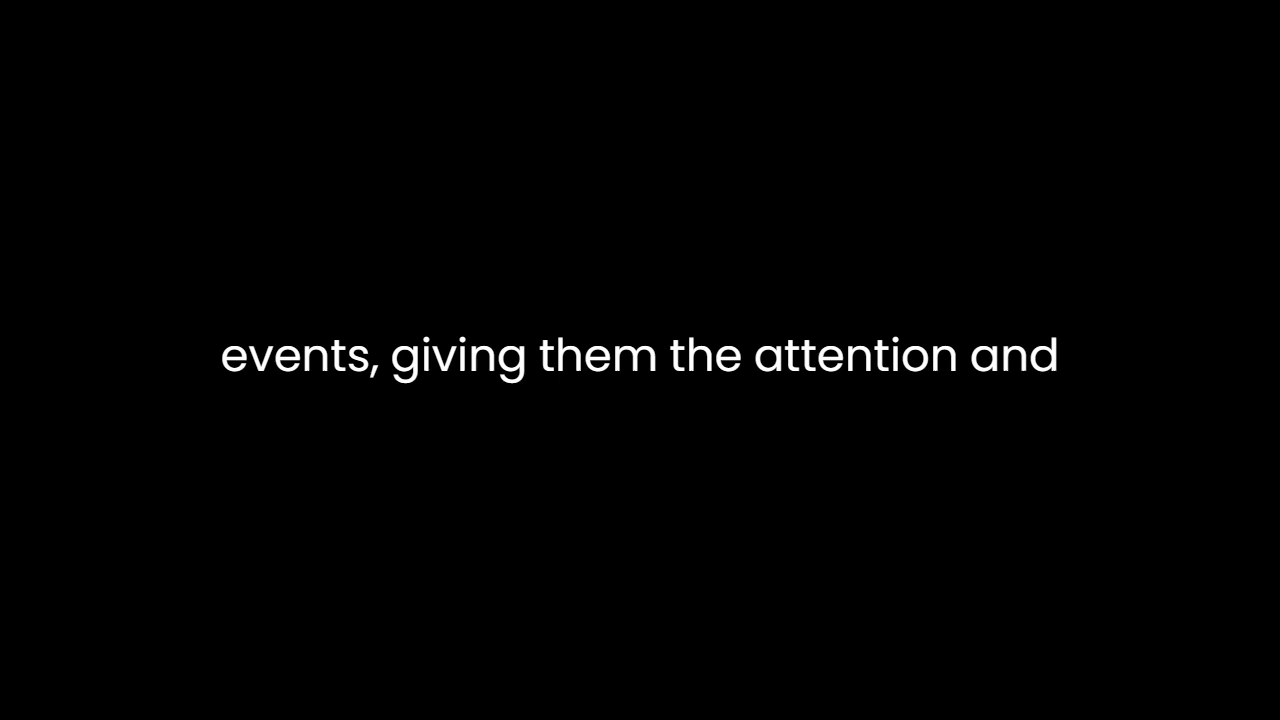 events, giving them the attention and